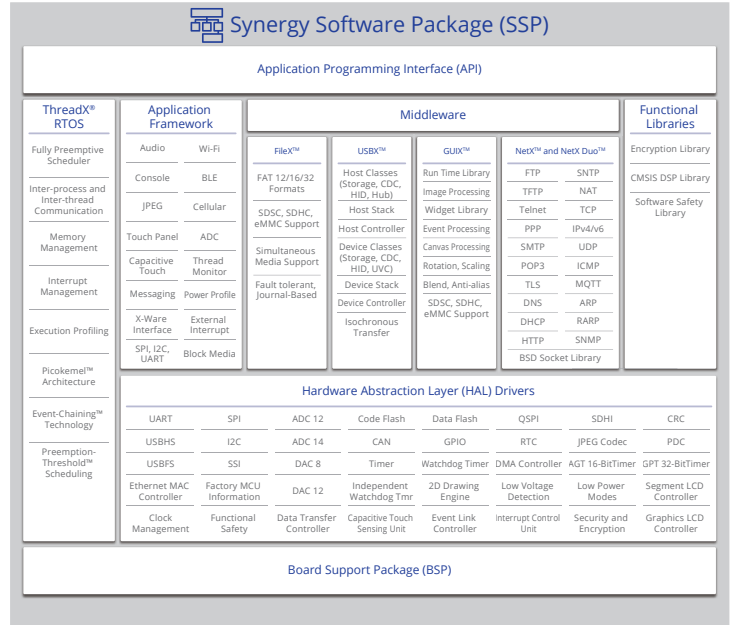 Synergy Software Package (SSP)
Application Programming Interface (API)
ThreadX®
RTOS
Fully Preemptive
Scheduler
Inter-process and
Inter-thread
Communication
Memory
Management
Interrupt
Management
Execution Profiling
Picokemel™
Architecture
Event-Chaining™
Technology
Preemption-
Threshold™
Scheduling
Application
Framework
Audio
Wi-Fi
Console
BLE
JPEG
Cellular
Touch Panel
ADC
Capacitive
Touch
Thread
Monitor
Messaging
Power Profile
X-Ware
Interface
External
Interrupt
SPI, I2C,
UART
Block Media
Middleware
FileX™
FAT 12/16/32
Formats
SDSC, SDHC,
eMMC Support
Simultaneous
Media Support
Fault tolerant,
Journal-Based
USBX™
Host Classes
(Storage, CDC,
HID, Hub)
Host Stack
Host Controller
Device Classes
(Storage, CDC,
HID, UVC)
Device Stack
Device Controller
Isochronous
Transfer
GUIX™
Run Time Library
Image Processing
Widget Library
Event Processing
Canvas Processing
Rotation, Scaling
Blend, Anti-alias
SDSC, SDHC,
eMMC Support
NetX™ and NetX Duo™
FTP
SNTP
TFTP
NAT
Telnet
TCP
PPP
IPv4/v6
SMTP
UDP
POP3
ICMP
TLS
MQTT
DNS
ARP
DHCP
RARP
HTTP
SNMP
BSD Socket Library
Functional
Libraries
Encryption Library
CMSIS DSP Library
Software Safety
Library
Hardware Abstraction Layer (HAL) Drivers
UART
SPI
ADC 12
Code Flash
Data Flash
QSPI
SDHI
CRC
USBHS
I2C
ADC 14
CAN
GPIO
RTC
JPEG Codec
PDC
USBFS
SSI
DAC 8
Timer
Watchdog Timer
DMA Controller
AGT 16-BitTimer
GPT 32-BitTimer
Ethernet MAC
Controller
Factory MCU
Information
DAC 12
Independent
Watchdog Tmr
2D Drawing
Engine
Low Voltage
Detection
Low Power
Modes
Segment LCD
Controller
Clock
Management
Functional
Safety
Data Transfer
Controller
Capacitive Touch
Sensing Unit
Event Link
Controller
Interrupt Control
Unit
Security and
Encryption
Graphics LCD
Controller
Board Support Package (BSP)